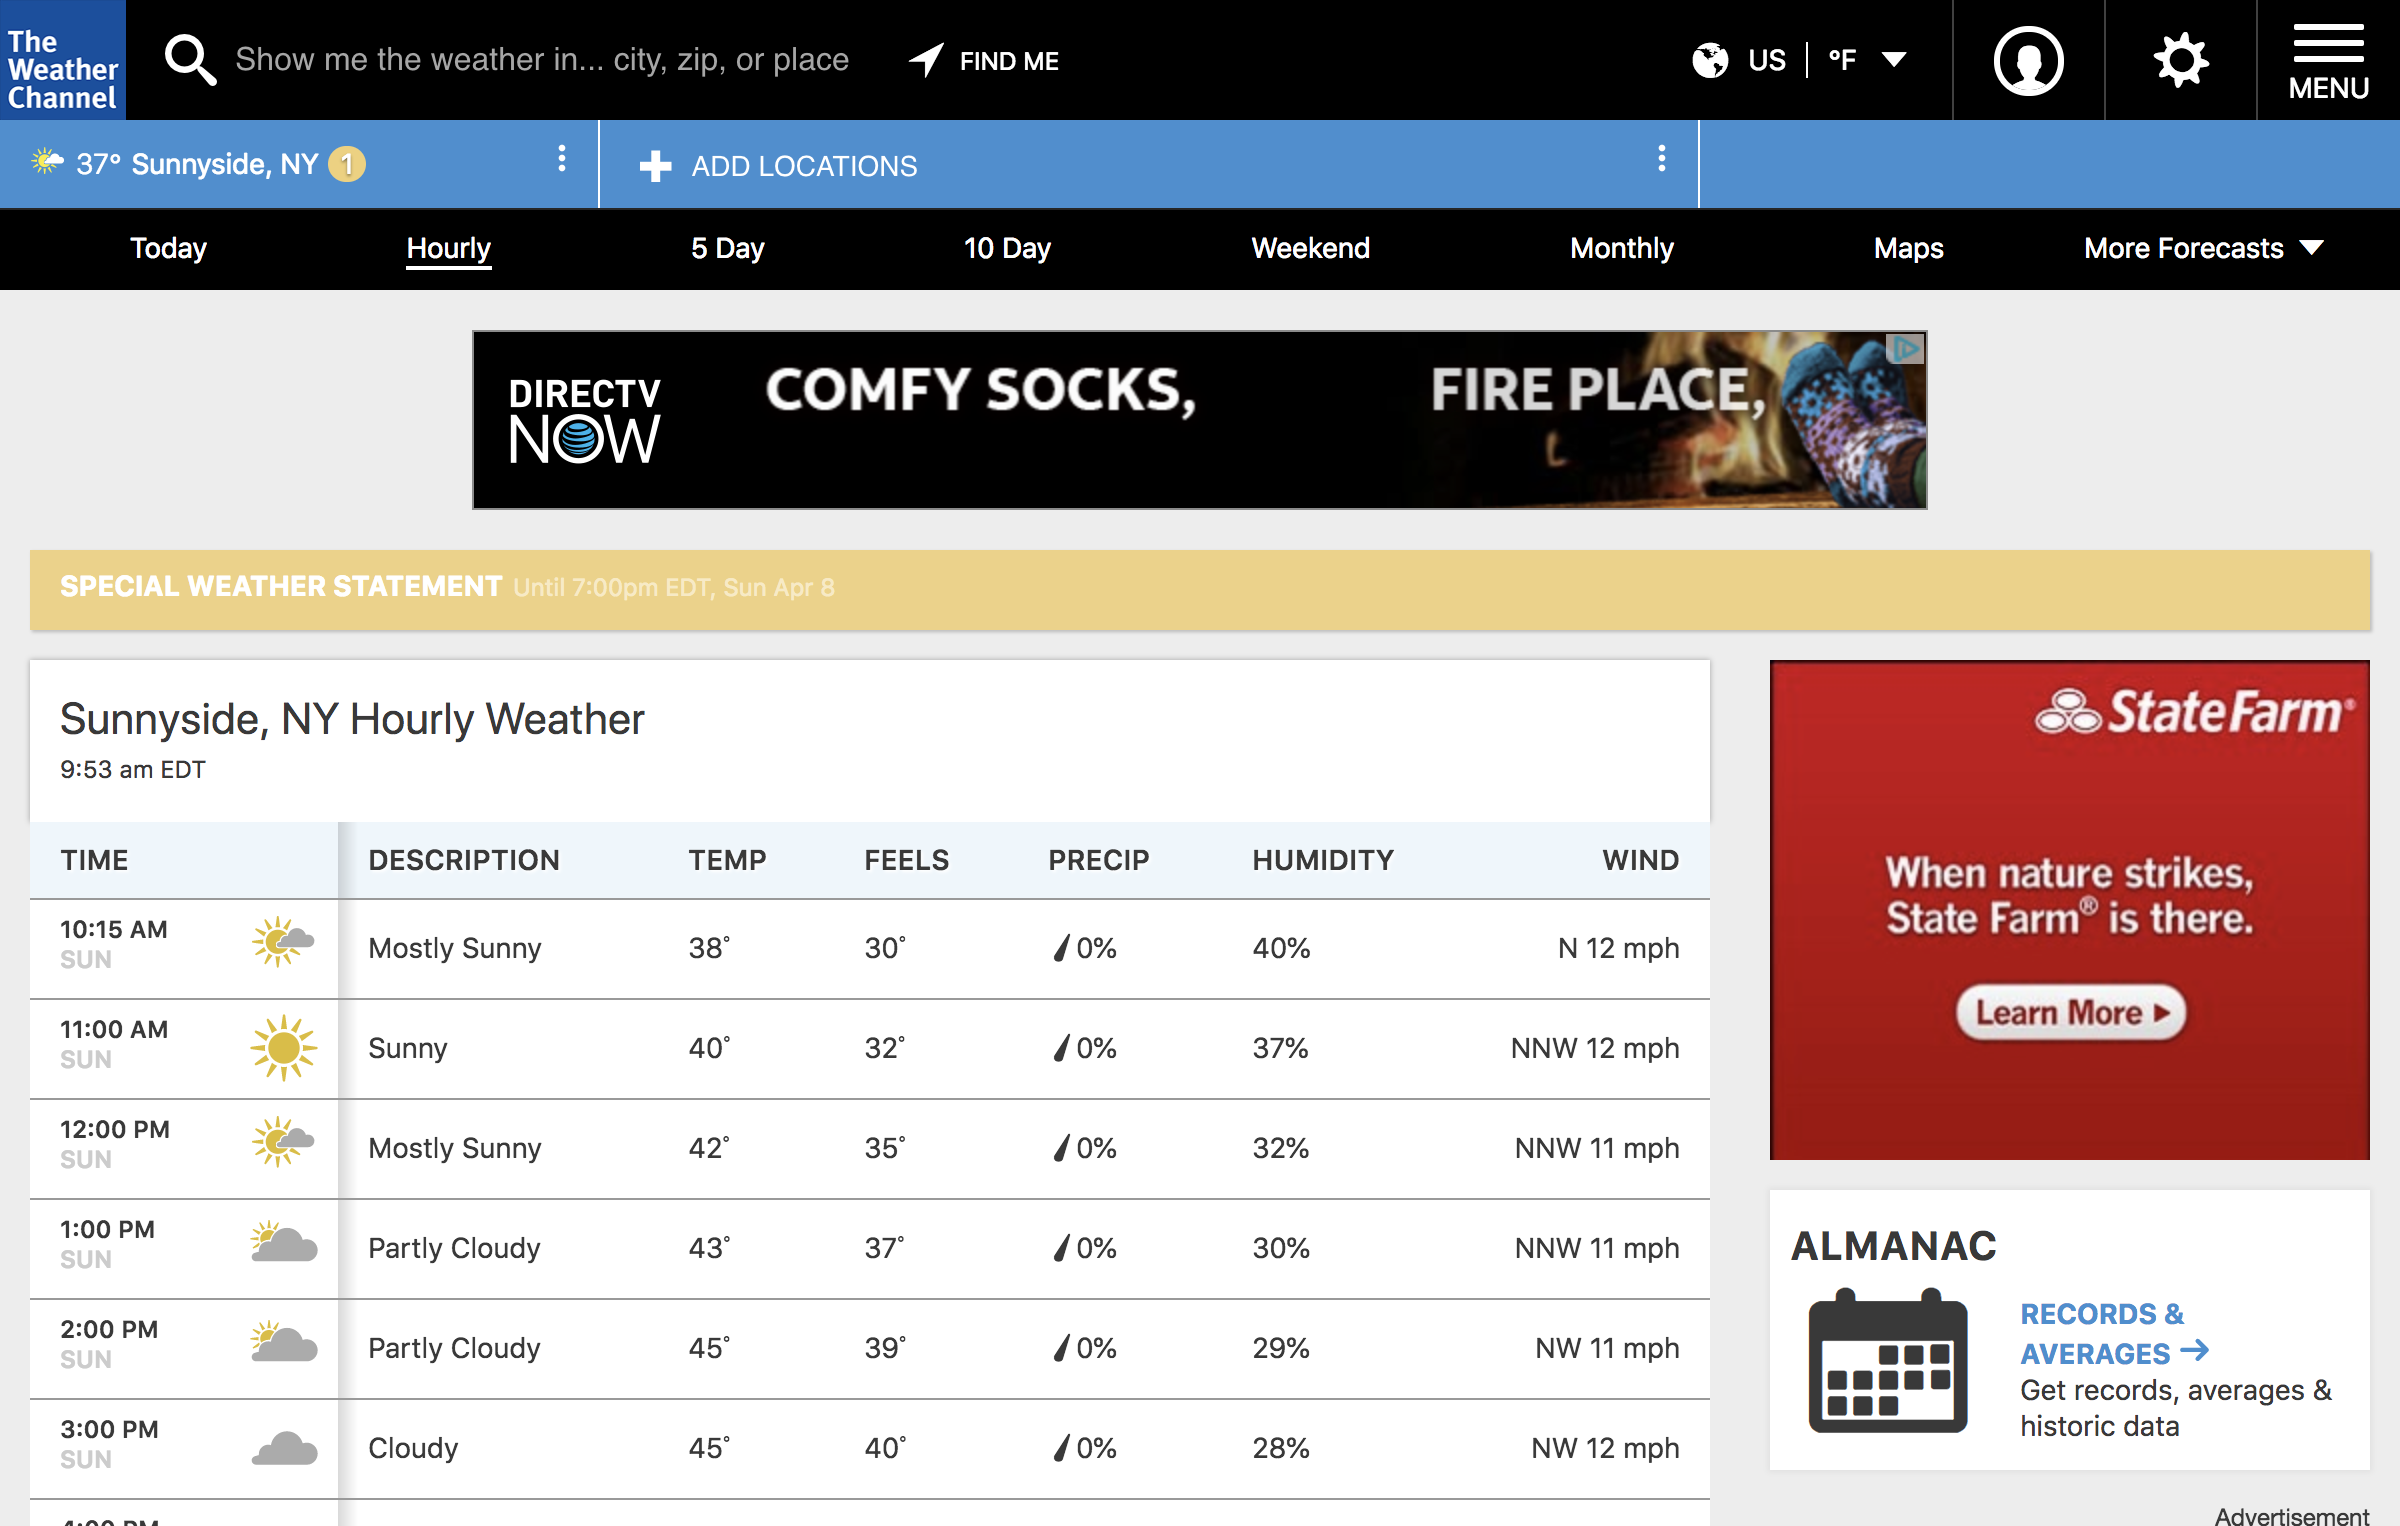 The
Weather
Channel
Show me the weather in... city, zip, or place
FIND ME
US
°F
MENU
37° Sunnyside, NY 1
ADD LOCATIONS
Today
Hourly
5 Day
10 Day
Weekend
Monthly
Maps
More Forecasts
DIRECTV
NOW
COMFY SOCKS,
FIRE PLACE,
SPECIAL WEATHER STATEMENT Until 7:00pm EDT, Sun Apr 8
Sunnyside, NY Hourly Weather
9:53 am EDT
TIME DESCRIPTION TEMP FEELS PRECIP HUMIDITY WIND
10:15 AM
SUN
Mostly Sunny 38° 30° 0% 40% N 12 mph
11:00 AM
SUN
Sunny 40° 32° 0% 37% NNW 12 mph
12:00 PM
SUN
Mostly Sunny 42° 35° 0% 32% NNW 11 mph
1:00 PM
SUN
Partly Cloudy 43° 37° 0% 30% NNW 11 mph
2:00 PM
SUN
Partly Cloudy 45° 39° 0% 29% NW 11 mph
3:00 PM
SUN
Cloudy 45° 40° 0% 28% NW 12 mph
State Farm®
When nature strikes,
State Farm® is there.
Learn More
ALMANAC
RECORDS &
AVERAGES
Get records, averages &
historic data
Advertisement